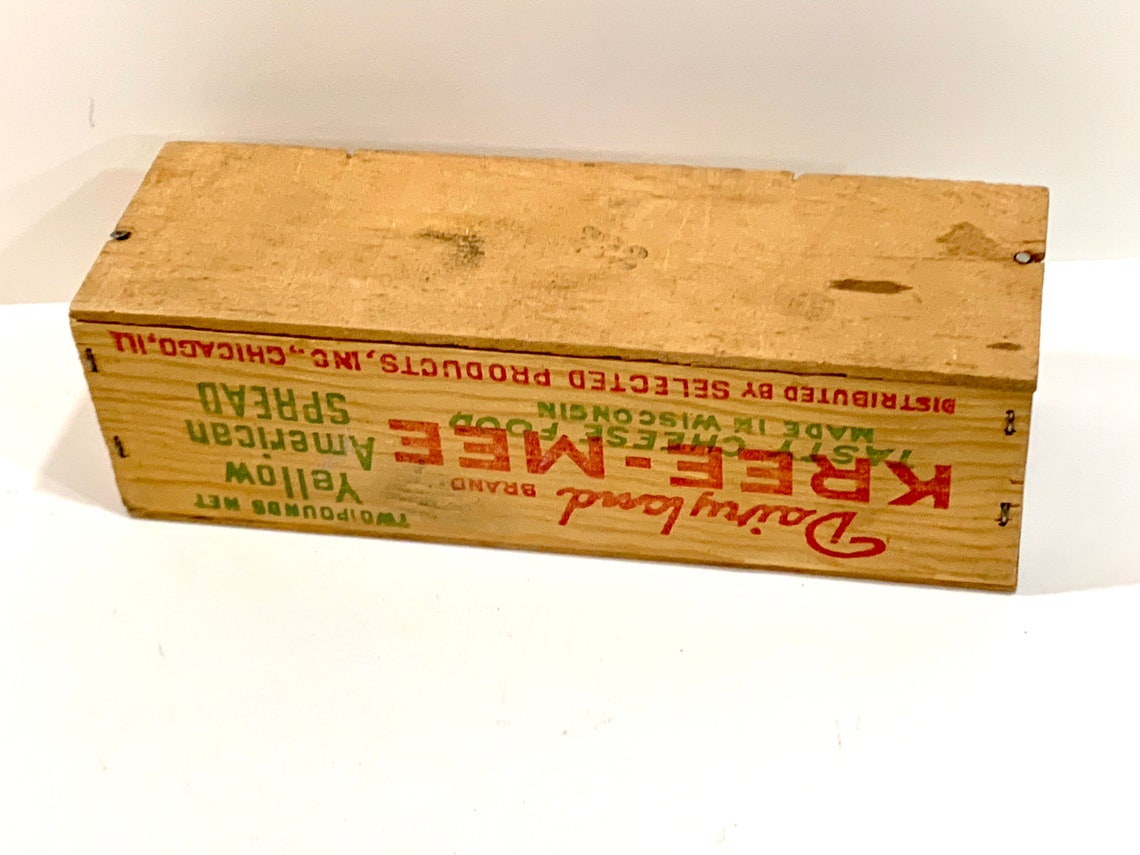 Dairyland BRAND
KREE-MEE
TASTY CHEESE FOOD
MADE IN WISCONSIN
DISTRIBUTED BY SELECTED PRODUCTS, INC., CHICAGO, ILL
TWO POUNDS NET
Yellow
American
SPREAD